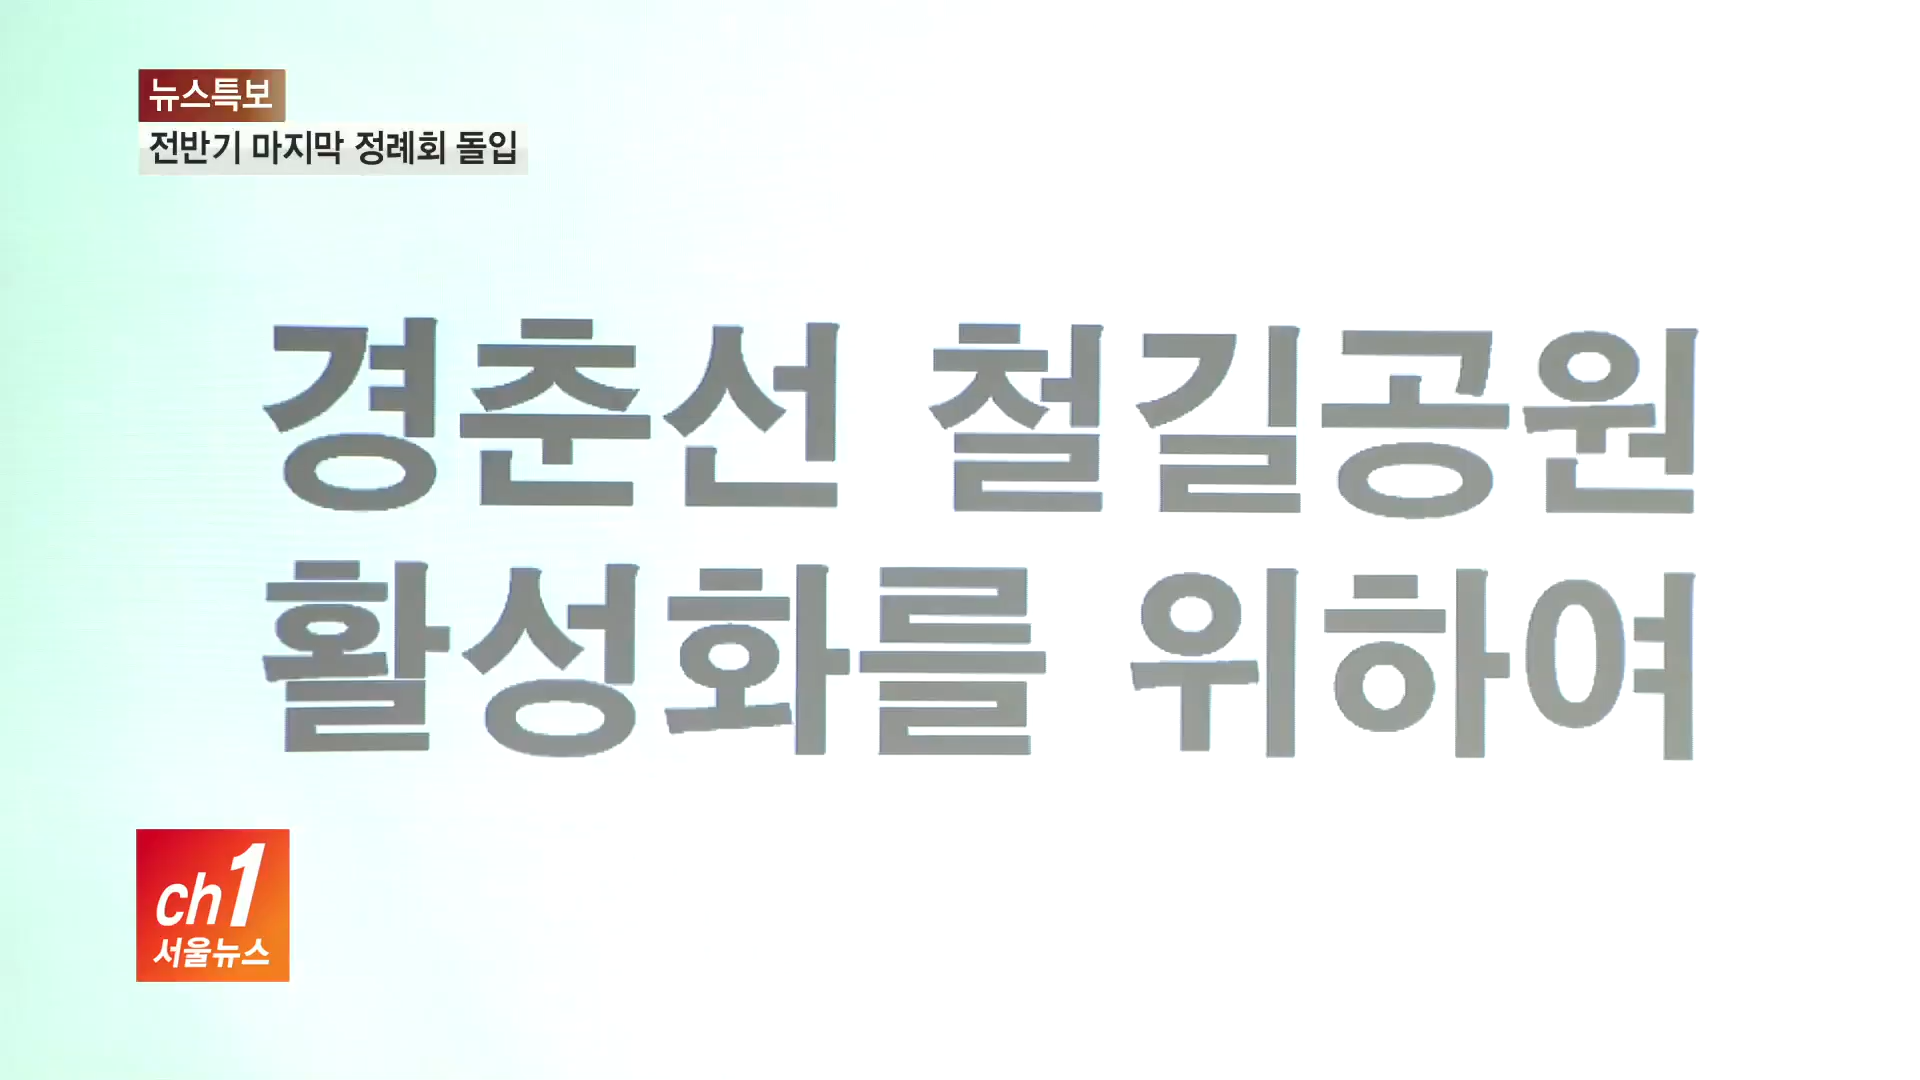 뉴스특보
전반기 마지막 정례회 돌입
경춘선 철길공원
활성화를 위하여
ch1
서울뉴스